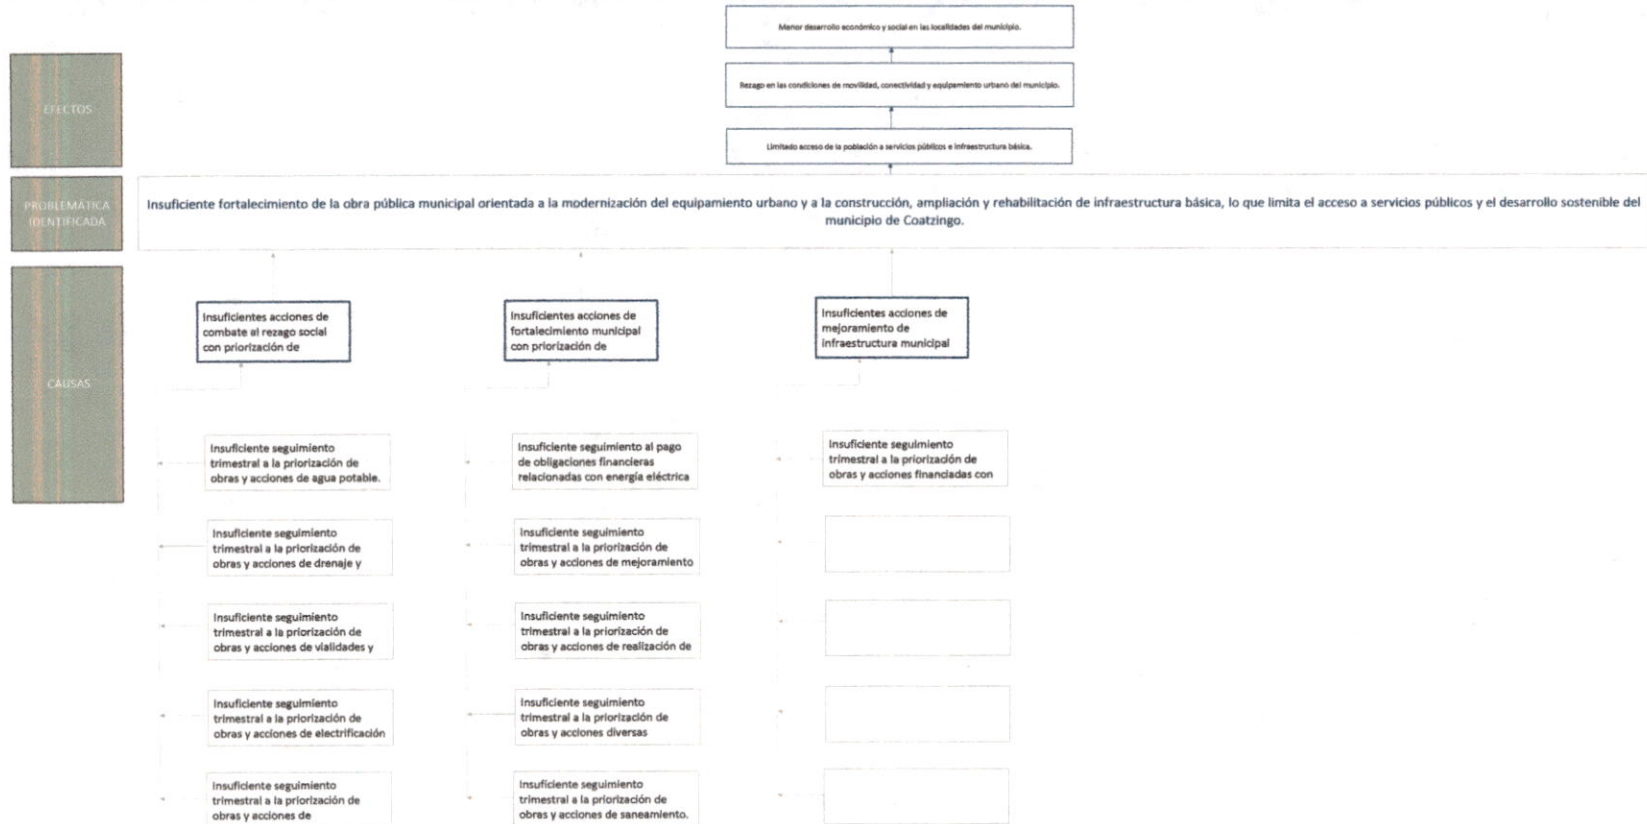 Menor desarrollo económico y social en las localidades del municipio.
EFECTOS
Rezago en las condiciones de movilidad, conectividad y equipamiento urbano del municipio.
Limitado acceso de la población a servicios públicos e infraestructura básica.
PROBLEMÁTICA
IDENTIFICADA
Insuficiente fortalecimiento de la obra pública municipal orientada a la modernización del equipamiento urbano y a la construcción, ampliación y rehabilitación de infraestructura básica, lo que limita el acceso a servicios públicos y el desarrollo sostenible del
municipio de Coatzingo.
CAUSAS
Insuficientes acciones de
combate al rezago social
con priorización de
Insuficientes acciones de
fortalecimiento municipal
con priorización de
Insuficientes acciones de
mejoramiento de
infraestructura municipal
Insuficiente seguimiento
trimestral a la priorización de
obras y acciones de agua potable.
Insuficiente seguimiento al pago
de obligaciones financieras
relacionadas con energía eléctrica
Insuficiente seguimiento
trimestral a la priorización de
obras y acciones financiadas con
Insuficiente seguimiento
trimestral a la priorización de
obras y acciones de drenaje y
Insuficiente seguimiento
trimestral a la priorización de
obras y acciones de mejoramiento
Insuficiente seguimiento
trimestral a la priorización de
obras y acciones de vialidades y
Insuficiente seguimiento
trimestral a la priorización de
obras y acciones de realización de
Insuficiente seguimiento
trimestral a la priorización de
obras y acciones de electrificación
Insuficiente seguimiento
trimestral a la priorización de
obras y acciones diversas
Insuficiente seguimiento
trimestral a la priorización de
obras y acciones de
Insuficiente seguimiento
trimestral a la priorización de
obras y acciones de saneamiento.